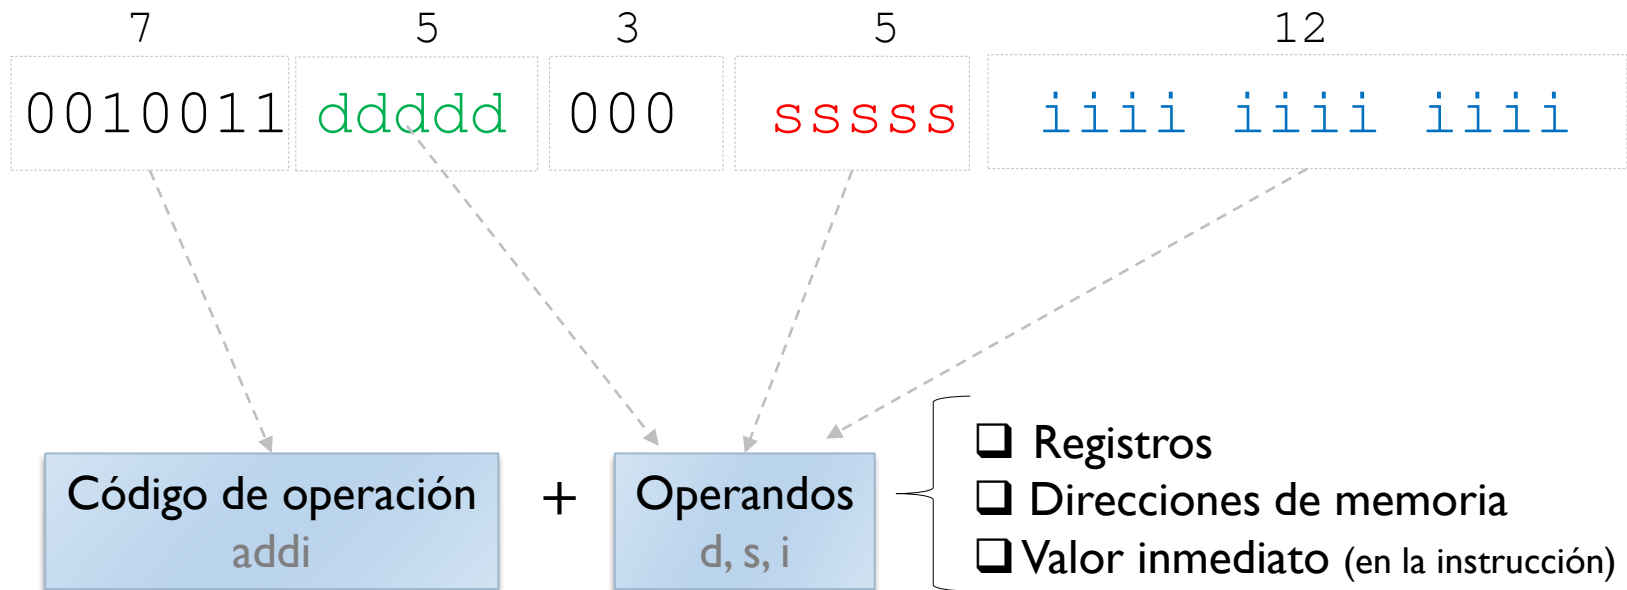 7 5 3 5 12
0010011 ddddd 000 sssss iiii iiii iiii
Código de operación
addi
+
Operandos
d, s, i
Registros
Direcciones de memoria
Valor inmediato (en la instrucción)